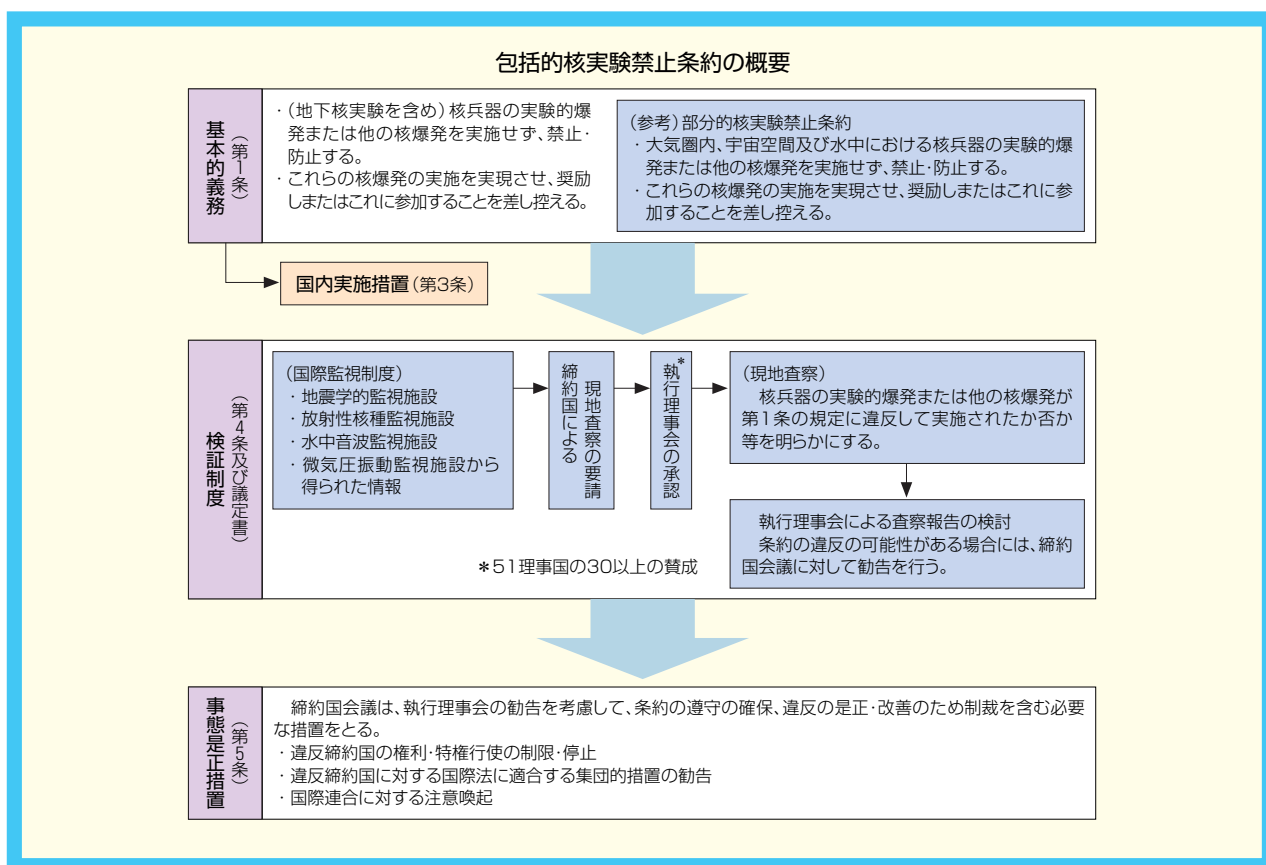 包括的核実験禁止条約の概要
基本的義務
（第1条）
・（地下核実験を含め）核兵器の実験的爆
発または他の核爆発を実施せず、禁止・
防止する。
・これらの核爆発の実施を実現させ、奨励
しまたはこれに参加することを差し控える。
（参考）部分的核実験禁止条約
・大気圏内、宇宙空間及び水中における核兵器の実験的爆
発または他の核爆発を実施せず、禁止・防止する。
・これらの核爆発の実施を実現させ、奨励しまたはこれに参
加することを差し控える。
国内実施措置（第3条）
検証制度
（第4条及び議定書）
（国際監視制度）
・地震学的監視施設
・放射性核種監視施設
・水中音波監視施設
・微気圧振動監視施設から
得られた情報
締約国による
現地査察の要請
執行理事会の承認＊
（現地査察）
核兵器の実験的爆発または他の核爆発が
第1条の規定に違反して実施されたか否か
等を明らかにする。
執行理事会による査察報告の検討
条約の違反の可能性がある場合には、締約
国会議に対して勧告を行う。
＊51理事国の30以上の賛成
事態是正措置
（第5条）
締約国会議は、執行理事会の勧告を考慮して、条約の遵守の確保、違反の是正・改善のため制裁を含む必要
な措置をとる。
・違反締約国の権利・特権行使の制限・停止
・違反締約国に対する国際法に適合する集団的措置の勧告
・国際連合に対する注意喚起